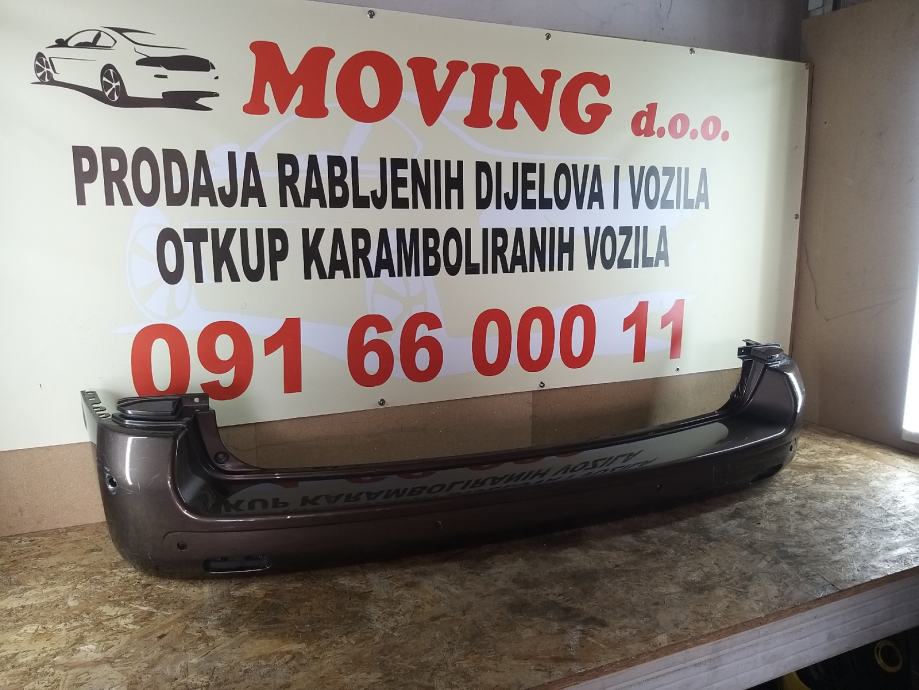 MOVING d.o.o.
PRODAJA RABLJENIH DIJELOVA I VOZILA
OTKUP KARAMBOLIRANIH VOZILA
091 66 000 11